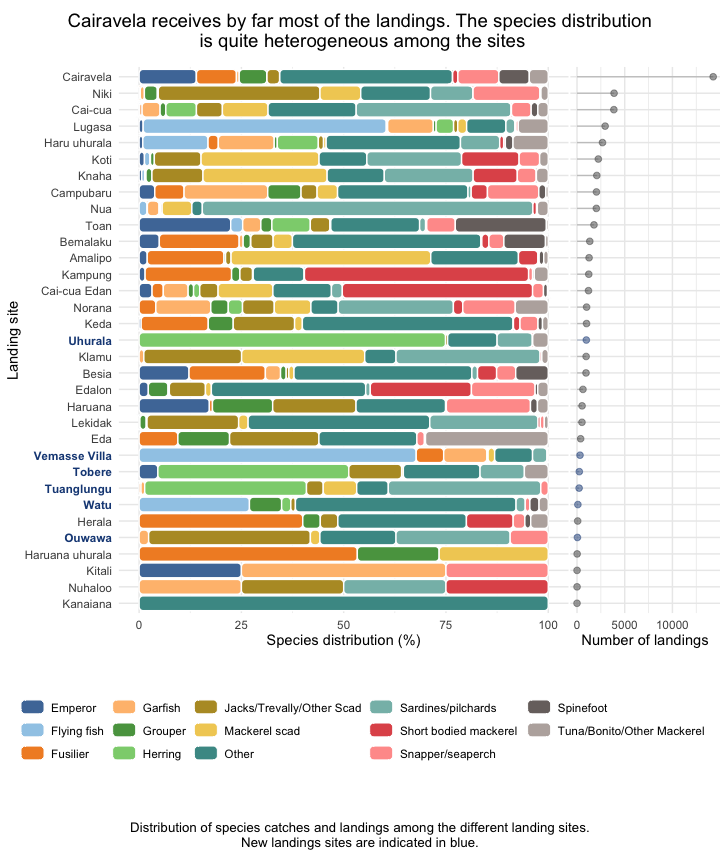 Cairavela receives by far most of the landings. The species distribution
is quite heterogeneous among the sites
Landing site
Cairavela
Niki
Cai-cua
Lugasa
Haru uhurala
Koti
Knaha
Campubaru
Nua
Toan
Bemalaku
Amalipo
Kampung
Cai-cua Edan
Norana
Keda
Uhurala
Klamu
Besia
Edalon
Haruana
Lekidak
Eda
Vemasse Villa
Tobere
Tuanglungu
Watu
Herala
Ouwawa
Haruana uhurala
Kitali
Nuhaloo
Kanaiana
0 25 50 75 100
Species distribution (%)
0 5000 10000
Number of landings
Emperor Garfish Jacks/Trevally/Other Scad Sardines/pilchards Spinefoot
Flying fish Grouper Mackerel scad Short bodied mackerel Tuna/Bonito/Other Mackerel
Fusilier Herring Other Snapper/seaperch
Distribution of species catches and landings among the different landing sites.
New landings sites are indicated in blue.